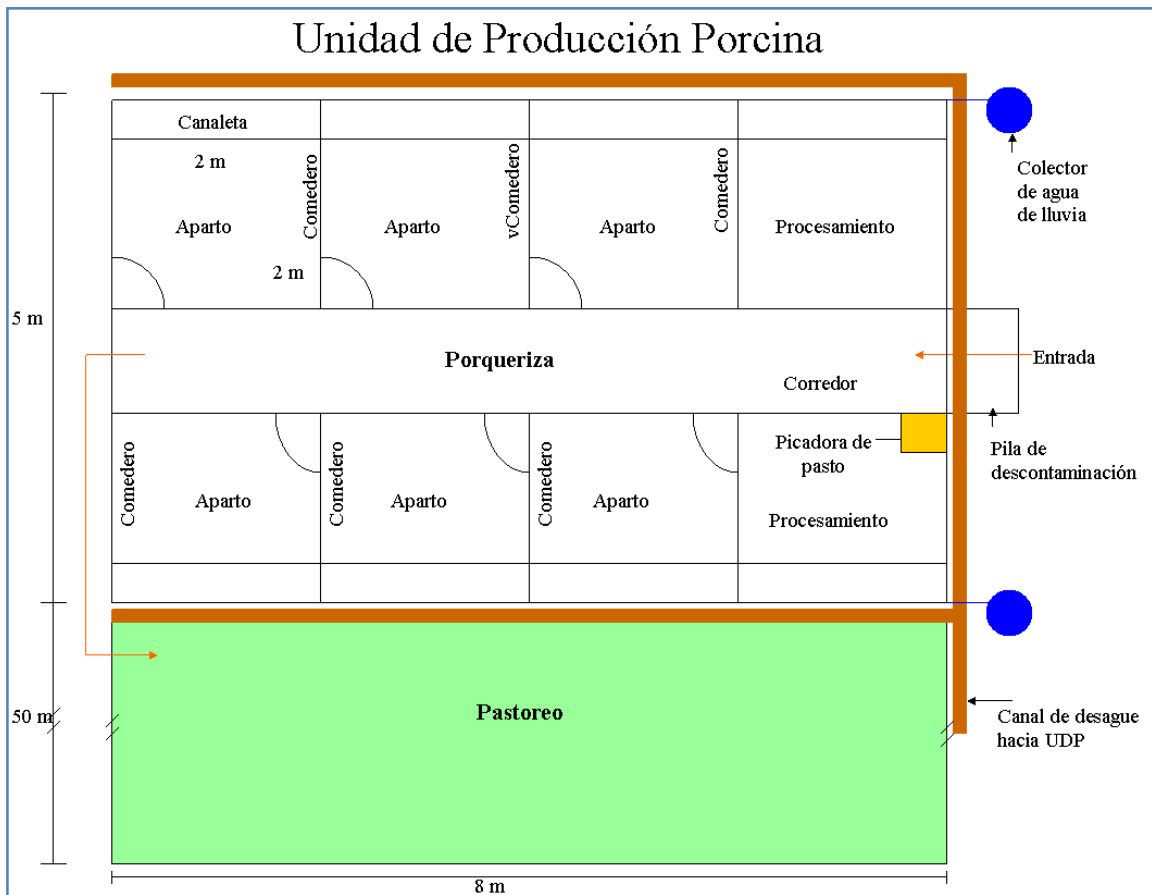 Unidad de Producción Porcina
Canaleta
2 m
Comedero
vComedero
Comedero
Colector
de agua
de lluvia
Aparto
Aparto
Aparto
Procesamiento
2 m
5 m
Porqueriza
Entrada
Corredor
Comedero
Comedero
Comedero
Picadora de
pasto
Pila de
descontaminación
Aparto
Aparto
Aparto
Procesamiento
Pastoreo
50 m
Canal de desague
hacia UDP
8 m